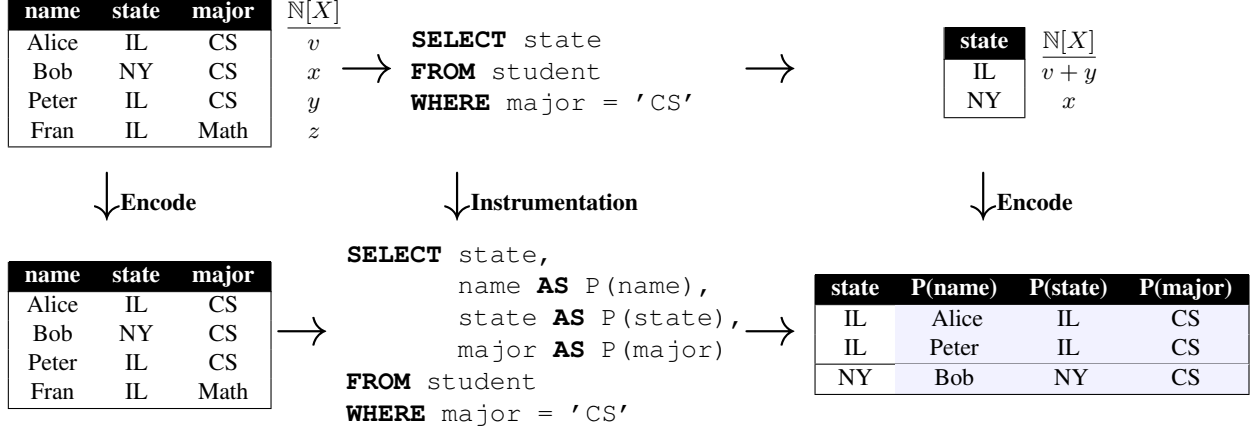 name state major ℕ[X]
Alice IL CS v
Bob NY CS x
Peter IL CS y
Fran IL Math z
SELECT state
FROM student
WHERE major = 'CS'
state ℕ[X]
IL v + y
NY x
Encode
Instrumentation
Encode
name state major
Alice IL CS
Bob NY CS
Peter IL CS
Fran IL Math
SELECT state,
name AS P(name),
state AS P(state),
major AS P(major)
FROM student
WHERE major = 'CS'
state P(name) P(state) P(major)
IL Alice IL CS
IL Peter IL CS
NY Bob NY CS